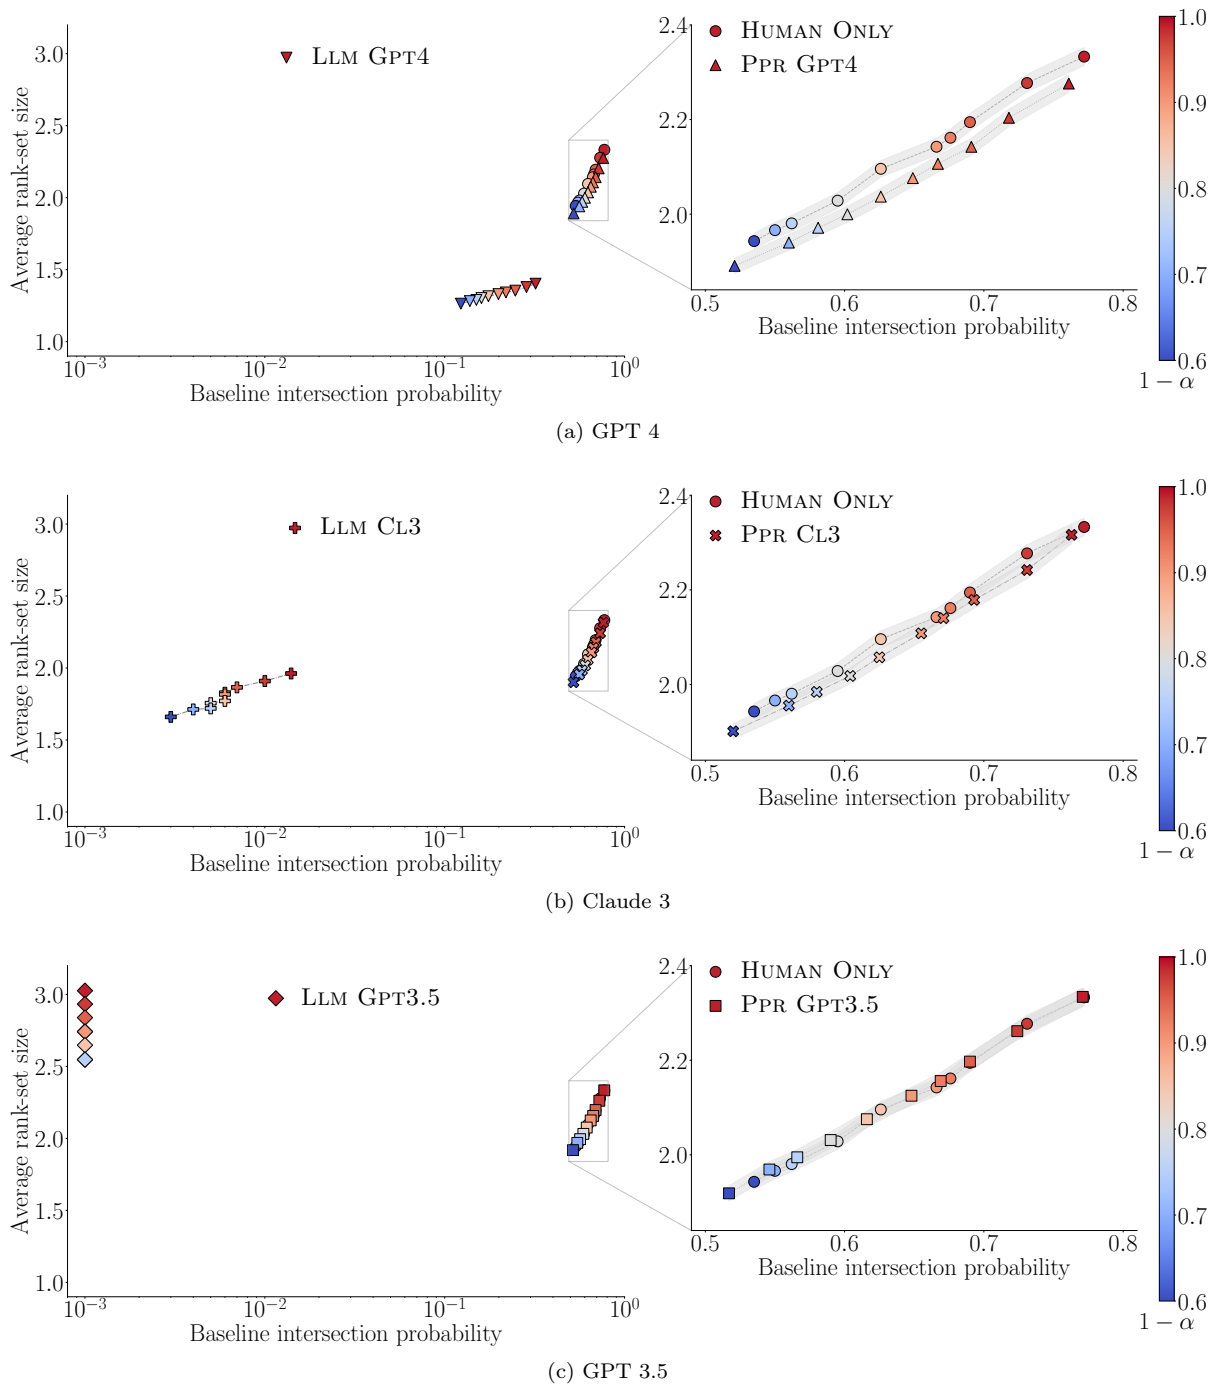 3.0
2.5
2.0
1.5
1.0
Average rank-set size
10⁻³ 10⁻² 10⁻¹ 10⁰
Baseline intersection probability
LLM GPT4
2.4
2.2
2.0
0.5 0.6 0.7 0.8
Baseline intersection probability
HUMAN ONLY
PPR GPT4
1.0
0.9
0.8
0.7
0.6
1 − α
(a) GPT 4
3.0
2.5
2.0
1.5
1.0
Average rank-set size
10⁻³ 10⁻² 10⁻¹ 10⁰
Baseline intersection probability
LLM CL3
2.4
2.2
2.0
0.5 0.6 0.7 0.8
Baseline intersection probability
HUMAN ONLY
PPR CL3
1.0
0.9
0.8
0.7
0.6
1 − α
(b) Claude 3
3.0
2.5
2.0
1.5
1.0
Average rank-set size
10⁻³ 10⁻² 10⁻¹ 10⁰
Baseline intersection probability
LLM GPT3.5
2.4
2.2
2.0
0.5 0.6 0.7 0.8
Baseline intersection probability
HUMAN ONLY
PPR GPT3.5
1.0
0.9
0.8
0.7
0.6
1 − α
(c) GPT 3.5